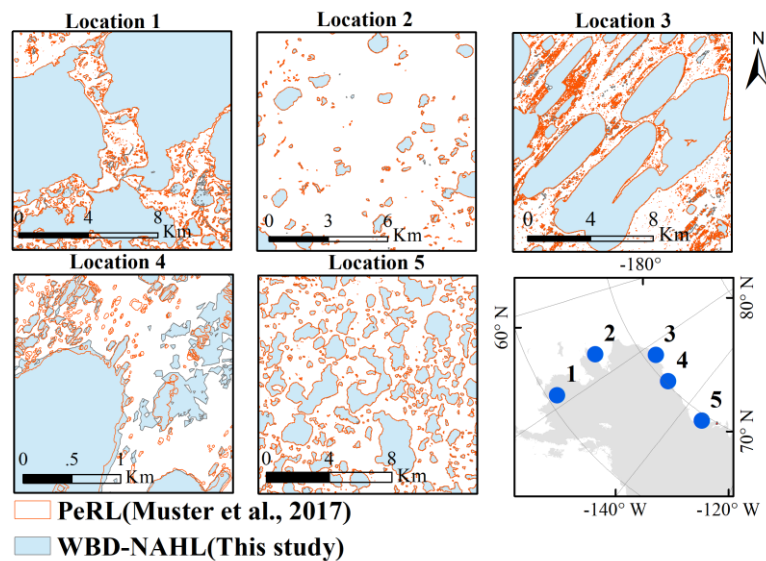 Location 1
Location 2
Location 3
N
0 4 8
Km
0 3 6
Km
0 4 8
Km
Location 4
Location 5
-180°
60° N
80° N
2
3
1
4
5
70° N
0 .5 1
Km
0 4 8
Km
-140° W
-120° W
PeRL(Muster et al., 2017)
WBD-NAHL(This study)